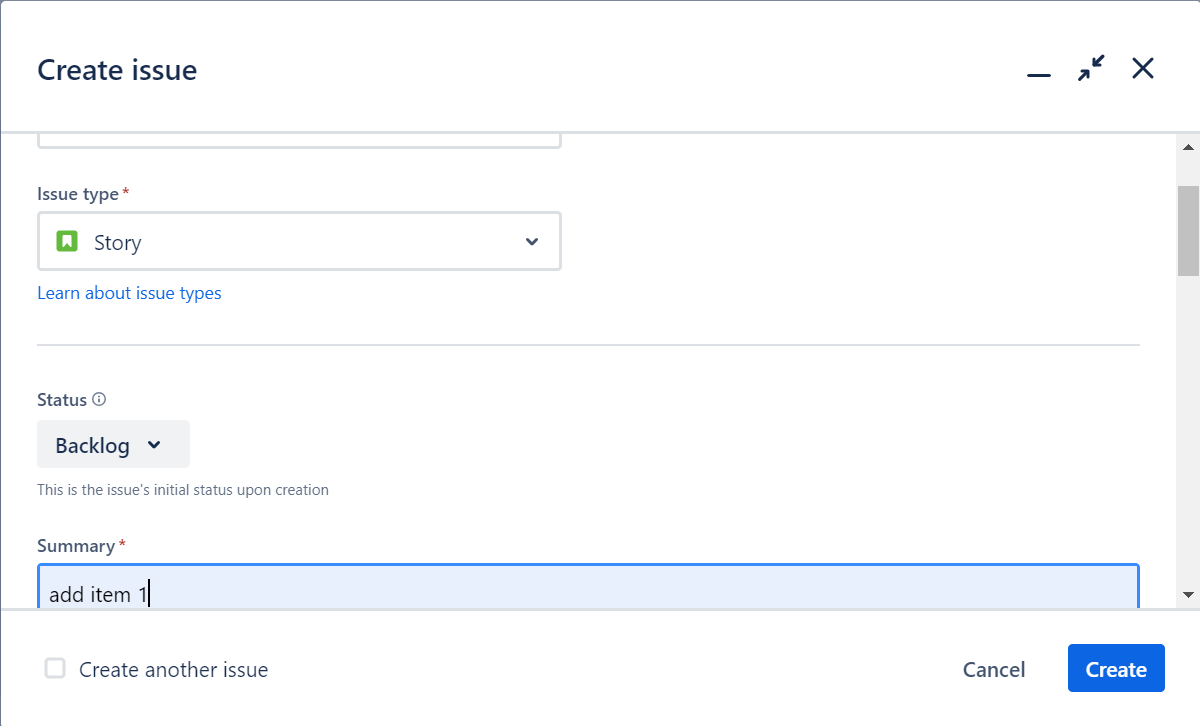 Create issue
Issue type*
Story
Learn about issue types
Status
Backlog
This is the issue's initial status upon creation
Summary*
add item 1
Create another issue
Cancel
Create